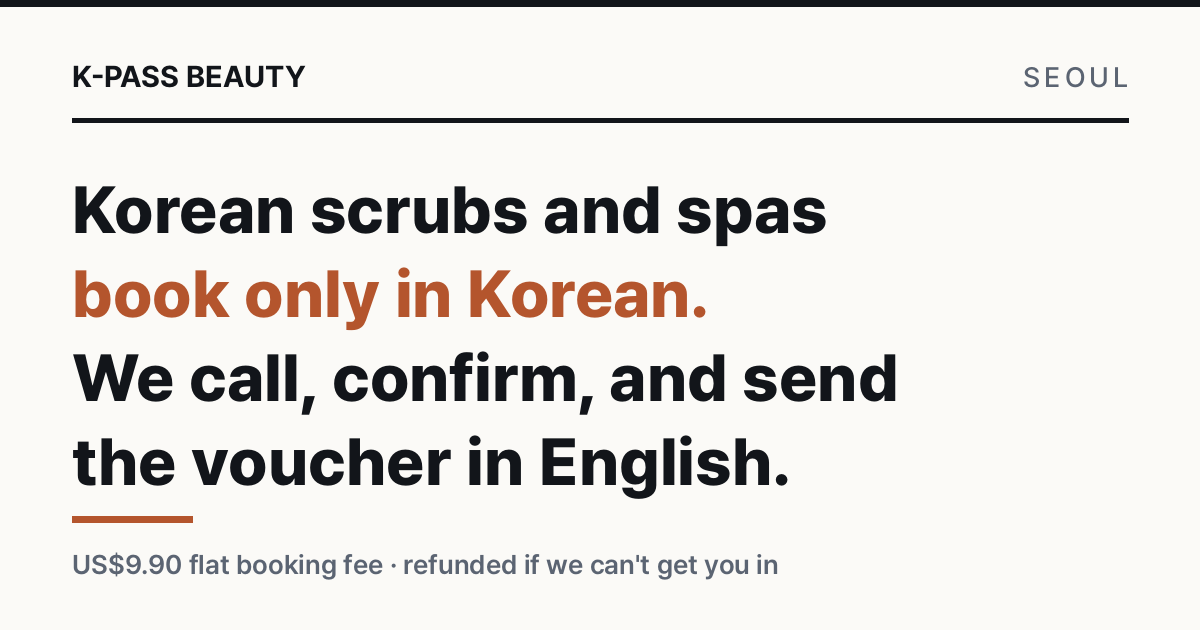 K-PASS BEAUTY
SEOUL
Korean scrubs and spas
book only in Korean.
We call, confirm, and send
the voucher in English.
US$9.90 flat booking fee · refunded if we can't get you in